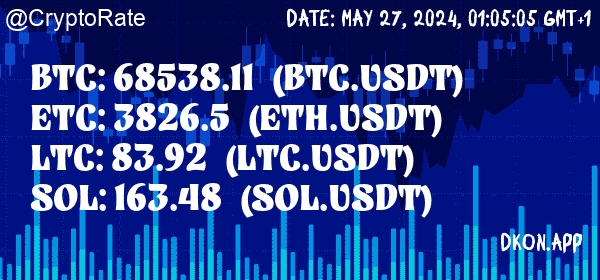 @CryptoRate
DATE: MAY 27, 2024, 01:05:05 GMT+1
BTC: 68538.11 (BTC.USDT)
ETC: 3826.5 (ETH.USDT)
LTC: 83.92 (LTC.USDT)
SOL: 163.48 (SOL.USDT)
DKON.APP